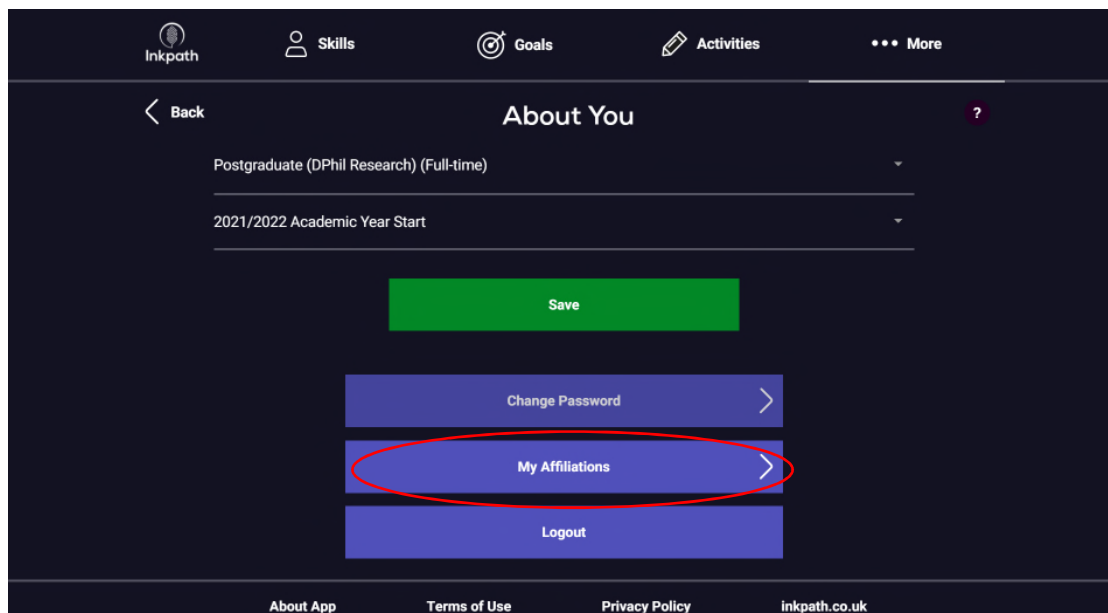 Inkpath
Skills
Goals
Activities
More
Back
About You
?
Postgraduate (DPhil Research) (Full-time)
2021/2022 Academic Year Start
Save
Change Password
My Affiliations
Logout
About App
Terms of Use
Privacy Policy
inkpath.co.uk